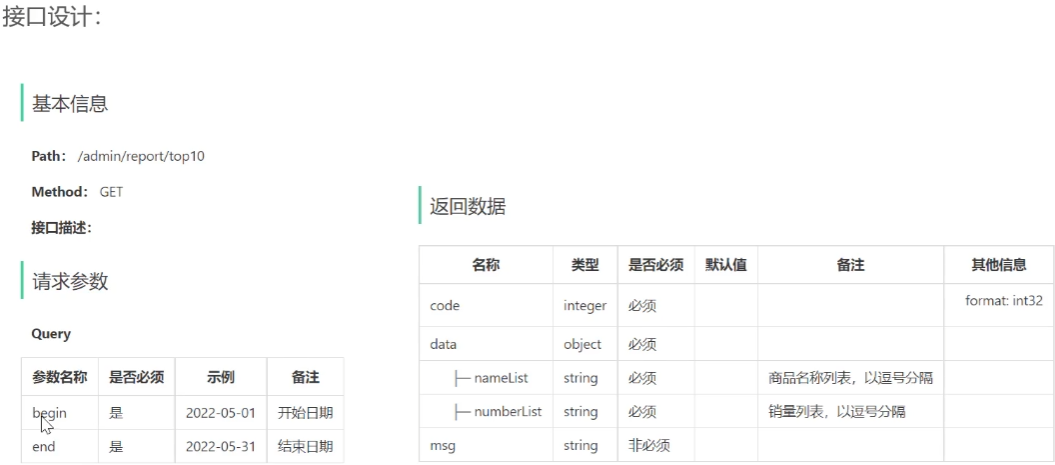 接口设计：
基本信息
Path： /admin/report/top10
Method： GET
接口描述：
请求参数
Query
参数名称 是否必须 示例 备注
begin 是 2022-05-01 开始日期
end 是 2022-05-31 结束日期
返回数据
名称 类型 是否必须 默认值 备注 其他信息
code integer 必须 format: int32
data object 必须
├─ nameList string 必须 商品名称列表，以逗号分隔
├─ numberList string 必须 销量列表，以逗号分隔
msg string 非必须